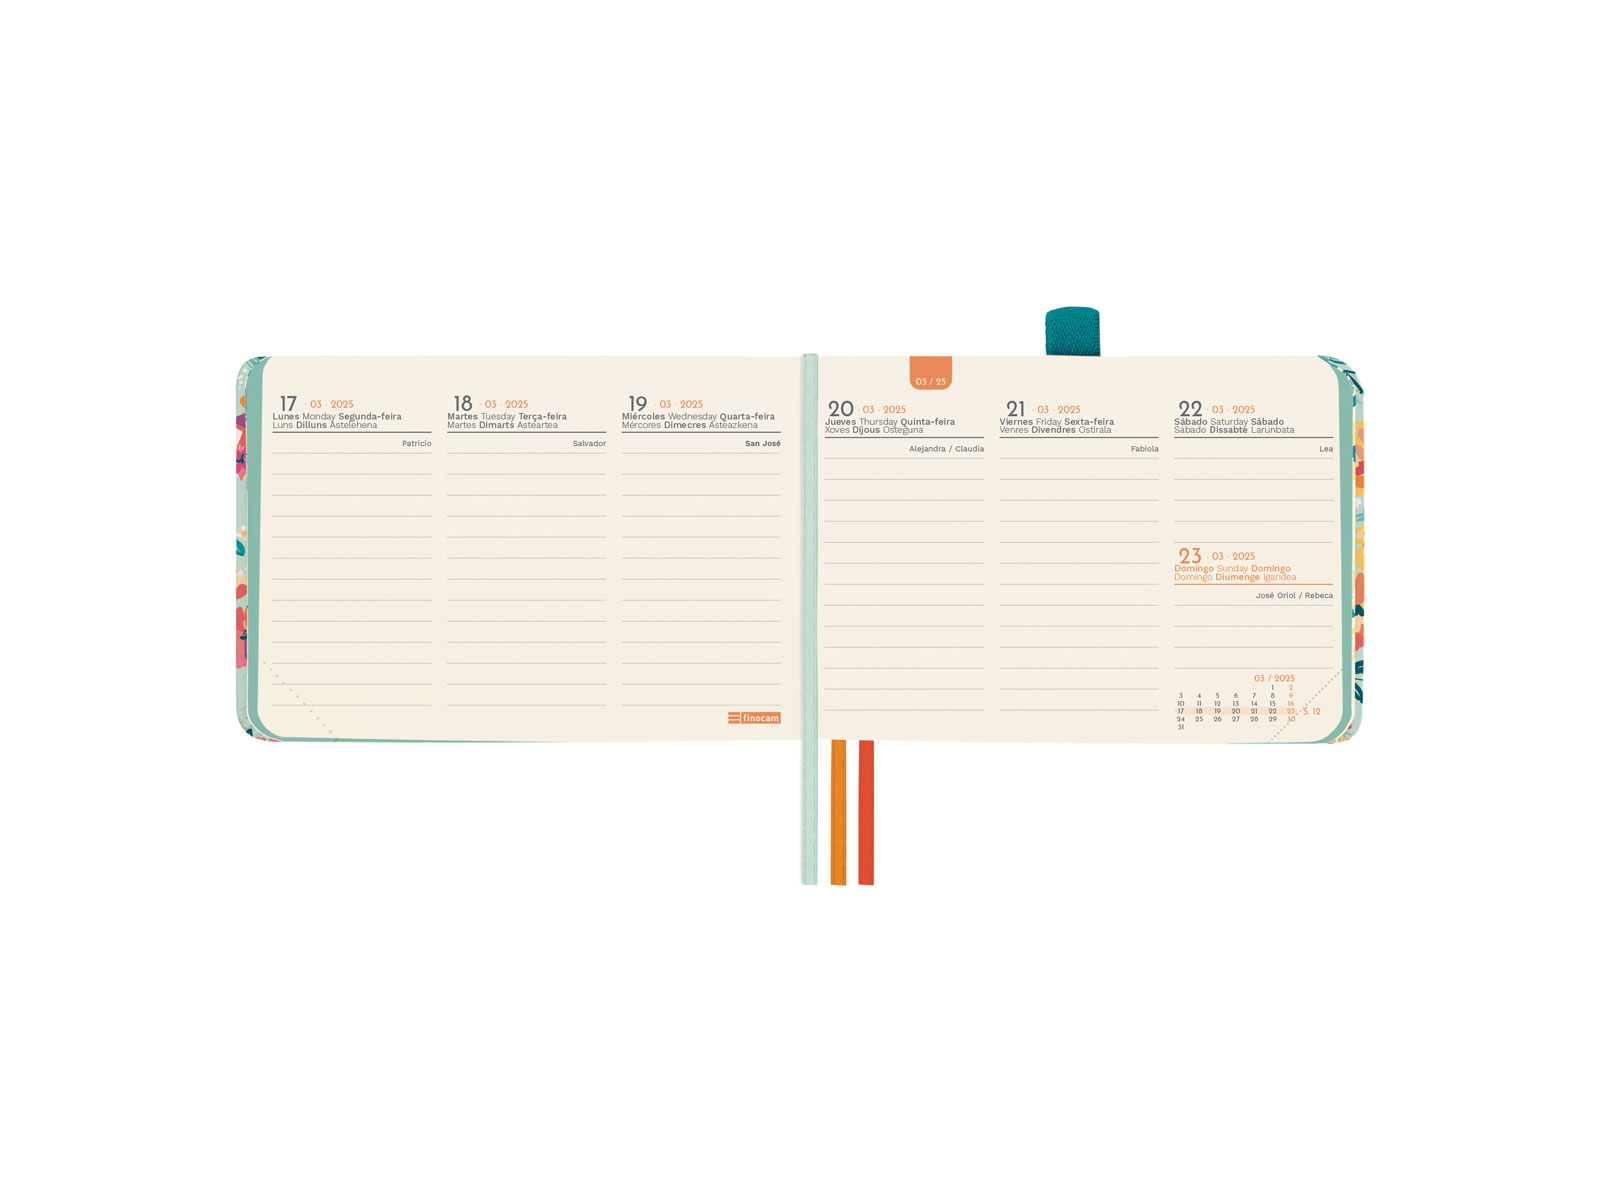 17 · 03 · 2025
Lunes Monday Segunda-feira
Luns Dilluns Astelehena
Patricio
18 · 03 · 2025
Martes Tuesday Terça-feira
Martes Dimarts Asteartea
Salvador
19 · 03 · 2025
Miércoles Wednesday Quarta-feira
Mércores Dimecres Asteazkena
San José
finocam
03 / 25
20 · 03 · 2025
Jueves Thursday Quinta-feira
Xoves Dijous Osteguna
Alejandra / Claudia
21 · 03 · 2025
Viernes Friday Sexta-feira
Venres Divendres Ostirala
Fabiola
22 · 03 · 2025
Sábado Saturday Sábado
Sábado Dissabte Larunbata
Lea
23 · 03 · 2025
Domingo Sunday Domingo
Domingo Diumenge Igandea
José Oriol / Rebeca
03 / 2025
1 2
3 4 5 6 7 8 9
10 11 12 13 14 15 16
17 18 19 20 21 22 23 · S. 12
24 25 26 27 28 29 30
31